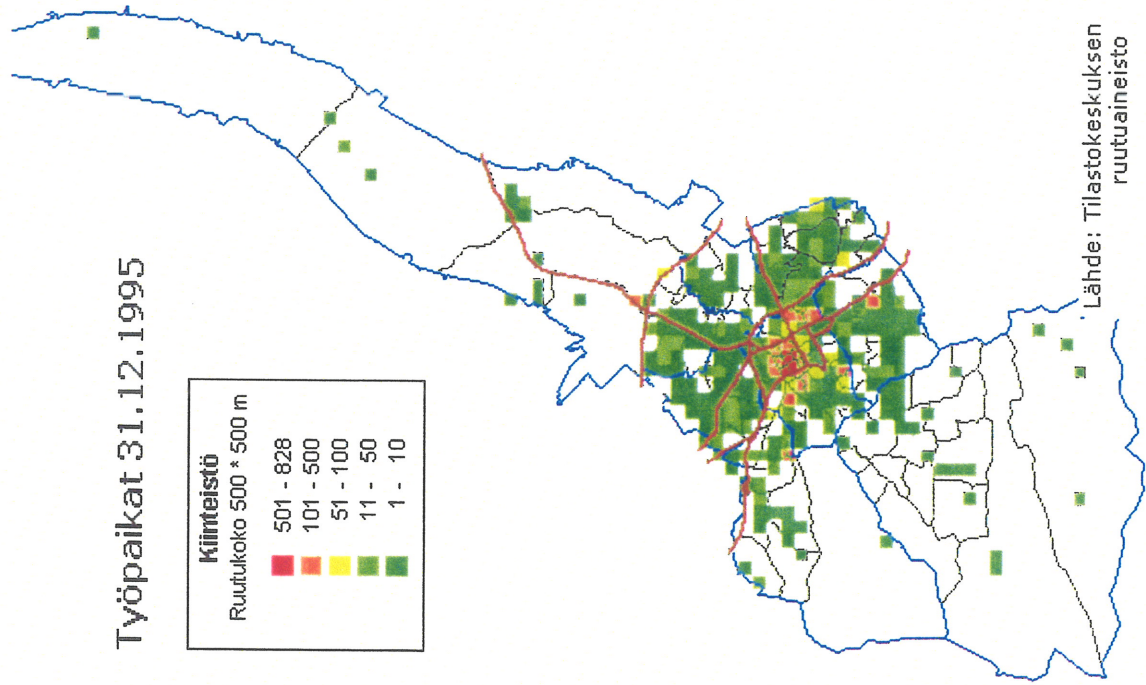 Työpaikat 31.12.1995
Kiinteistö
Ruutukoko 500 * 500 m
501 - 828
101 - 500
51 - 100
11 - 50
1 - 10
Lähde: Tilastokeskuksen
ruutuaineisto